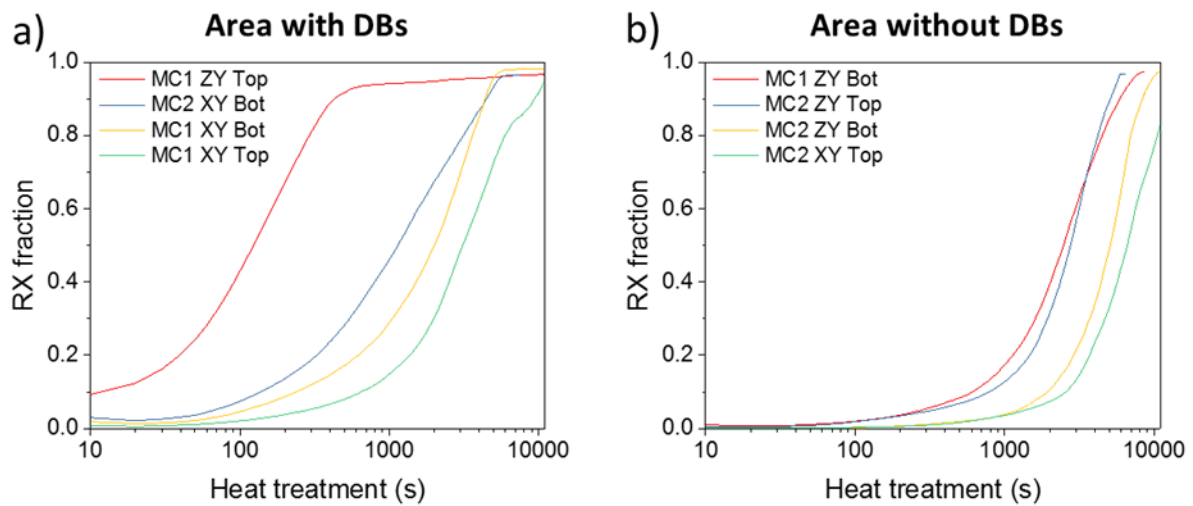 a)
Area with DBs
RX fraction
1.0
0.8
0.6
0.4
0.2
0.0
MC1 ZY Top
MC2 XY Bot
MC1 XY Bot
MC1 XY Top
10
100
1000
10000
Heat treatment (s)
b)
Area without DBs
RX fraction
1.0
0.8
0.6
0.4
0.2
0.0
MC1 ZY Bot
MC2 ZY Top
MC2 ZY Bot
MC2 XY Top
10
100
1000
10000
Heat treatment (s)